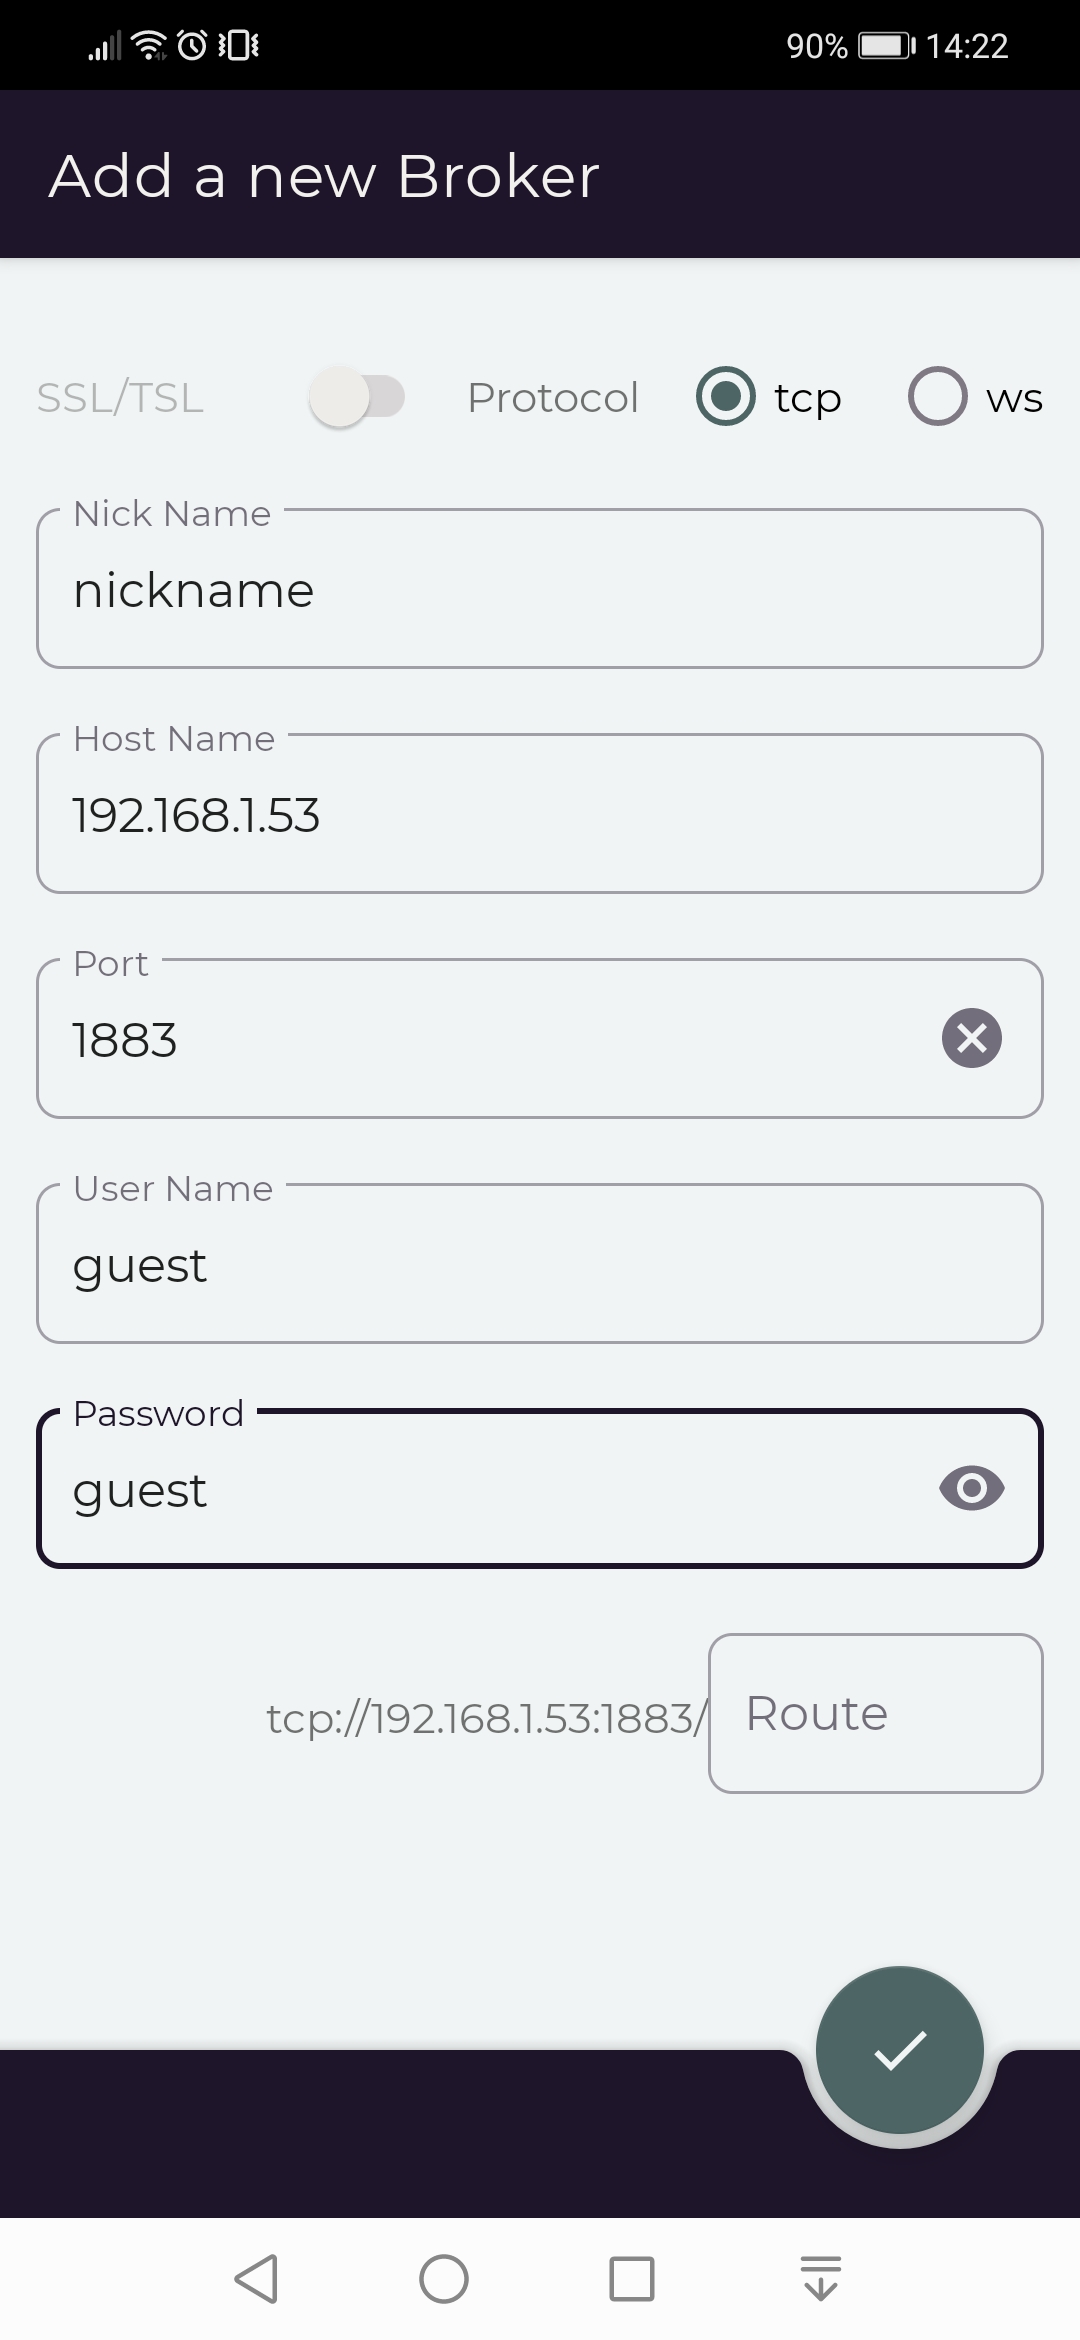 90% 14:22
Add a new Broker
SSL/TSL Protocol tcp ws
Nick Name
nickname
Host Name
192.168.1.53
Port
1883
User Name
guest
Password
guest
tcp://192.168.1.53:1883/ Route